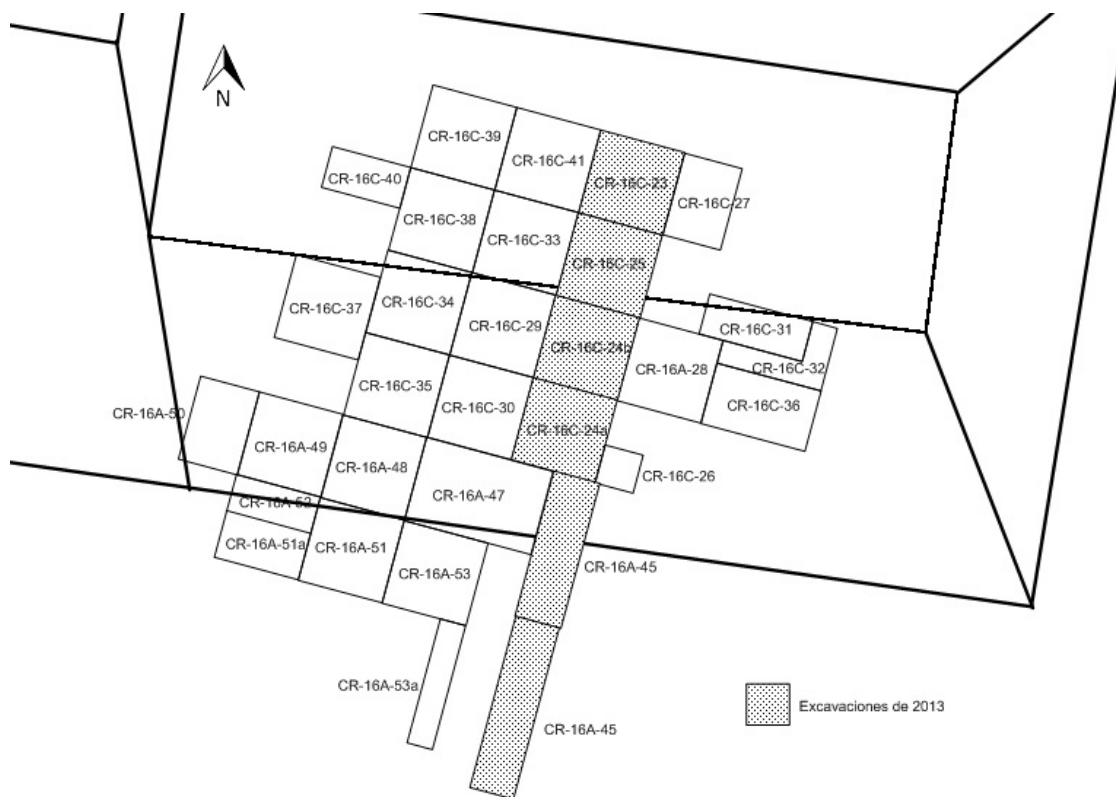 N
CR-16C-39
CR-16C-41
CR-16C-40
CR-16C-23
CR-16C-27
CR-16C-38
CR-16C-33
CR-16C-25
CR-16C-37
CR-16C-34
CR-16C-29
CR-16C-24b
CR-16A-28
CR-16C-31
CR-16C-32
CR-16C-36
CR-16C-35
CR-16C-30
CR-16C-24a
CR-16C-26
CR-16A-50
CR-16A-49
CR-16A-48
CR-16A-47
CR-16A-52
CR-16A-51a
CR-16A-51
CR-16A-53
CR-16A-45
CR-16A-53a
CR-16A-45
Excavaciones de 2013